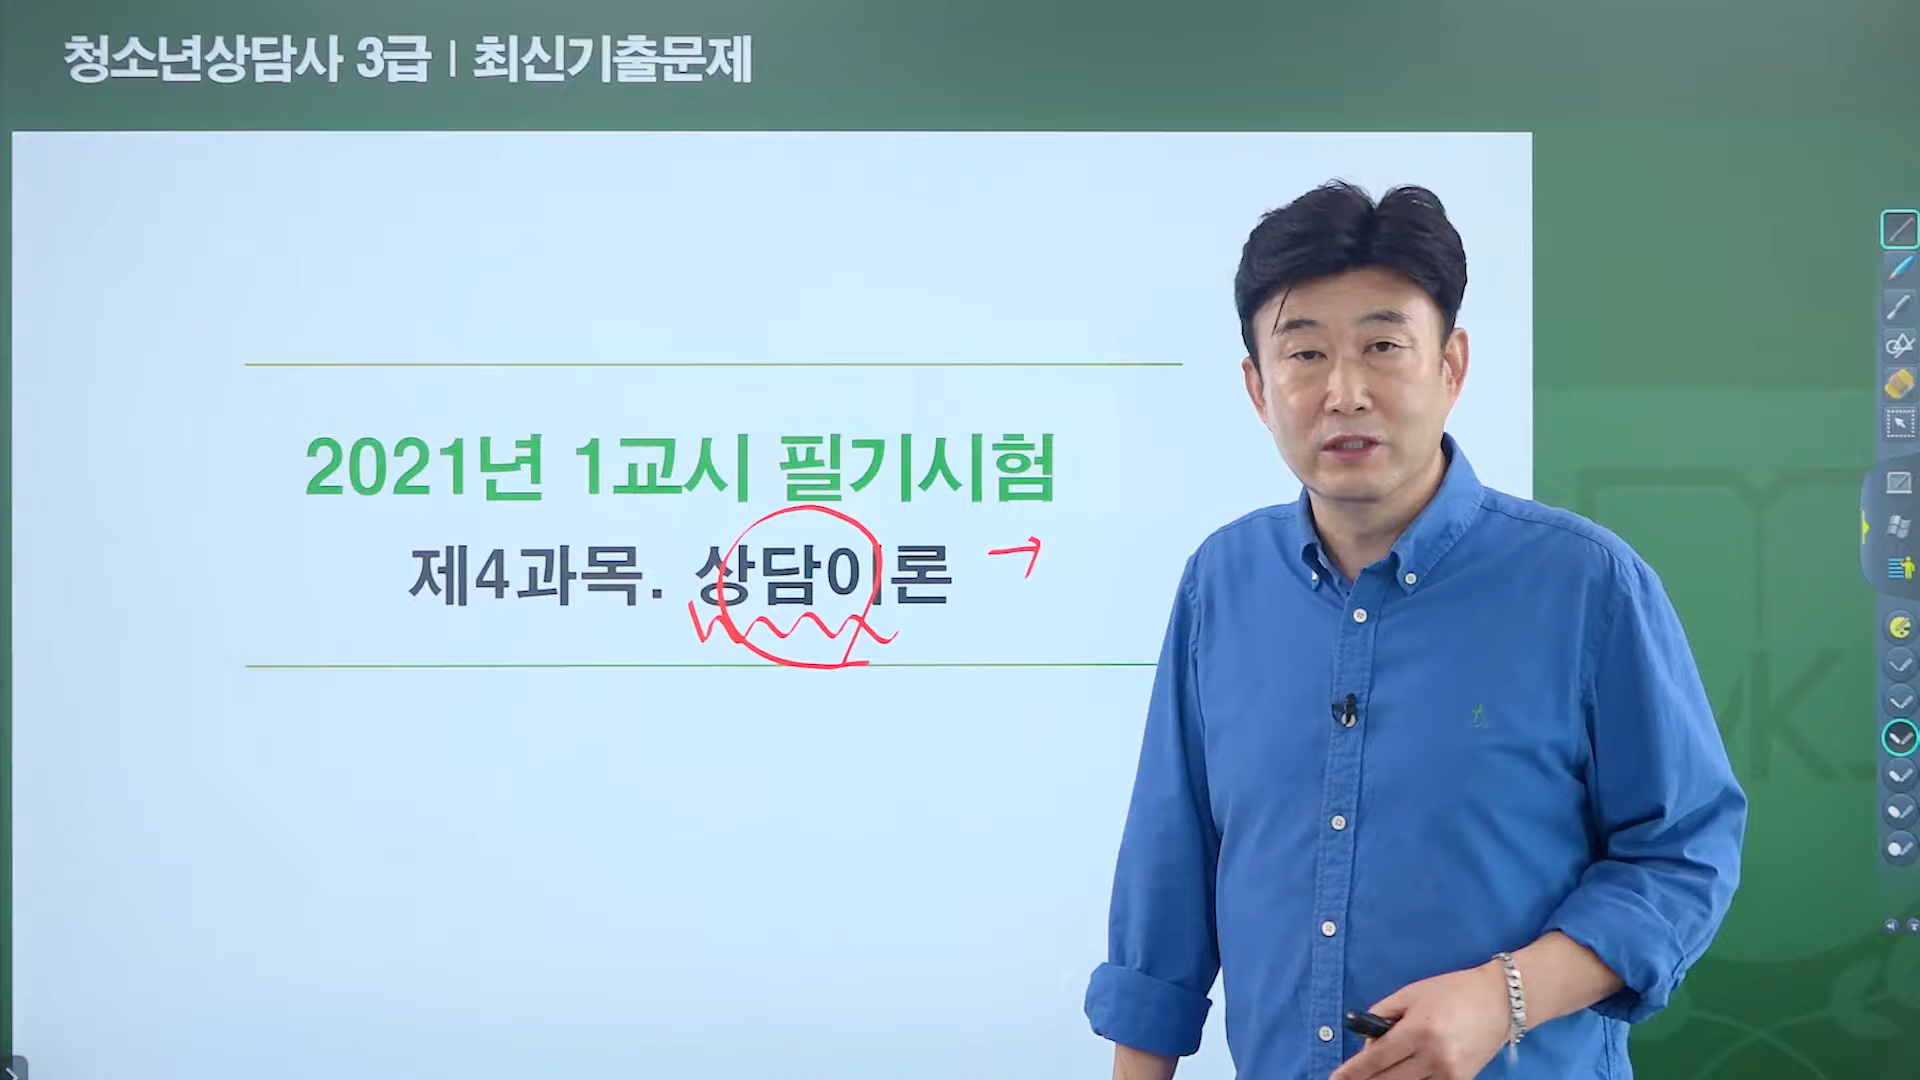 청소년상담사 3급 | 최신기출문제
2021년 1교시 필기시험
제4과목. 상담이론